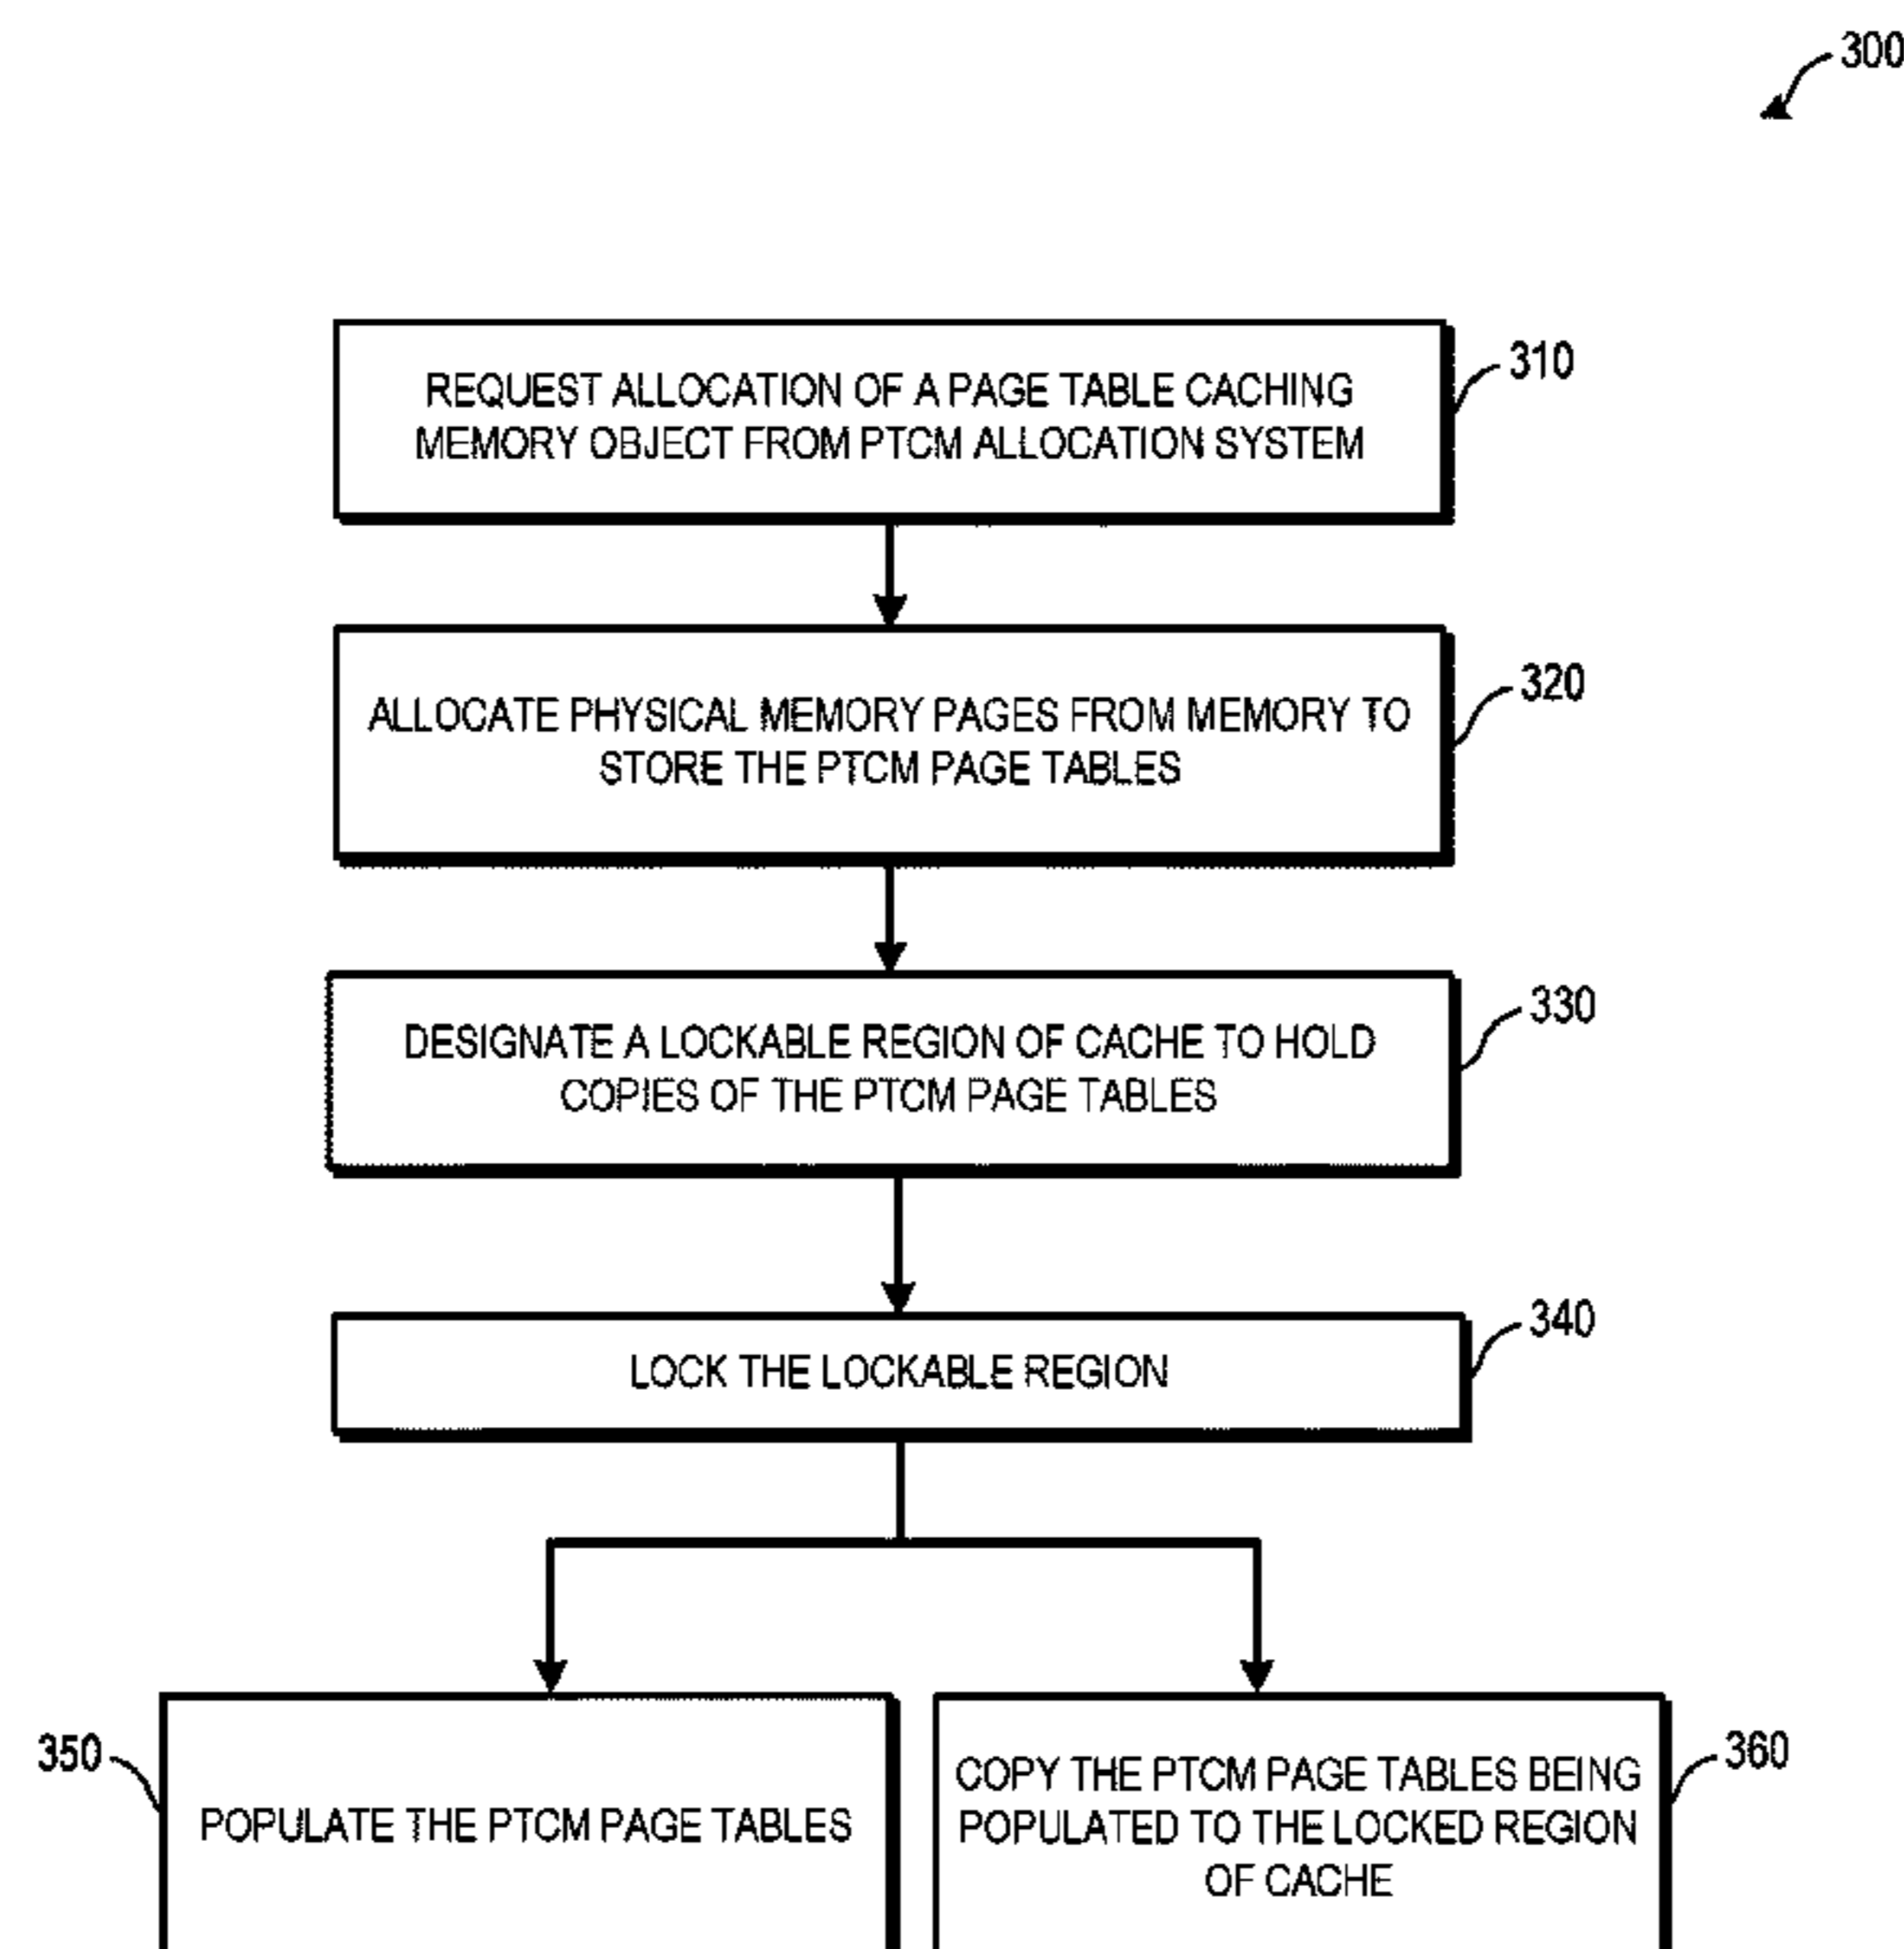 300
REQUEST ALLOCATION OF A PAGE TABLE CACHING
MEMORY OBJECT FROM PTCM ALLOCATION SYSTEM
310
ALLOCATE PHYSICAL MEMORY PAGES FROM MEMORY TO
STORE THE PTCM PAGE TABLES
320
DESIGNATE A LOCKABLE REGION OF CACHE TO HOLD
COPIES OF THE PTCM PAGE TABLES
330
LOCK THE LOCKABLE REGION
340
350
POPULATE THE PTCM PAGE TABLES
COPY THE PTCM PAGE TABLES BEING
POPULATED TO THE LOCKED REGION
OF CACHE
360